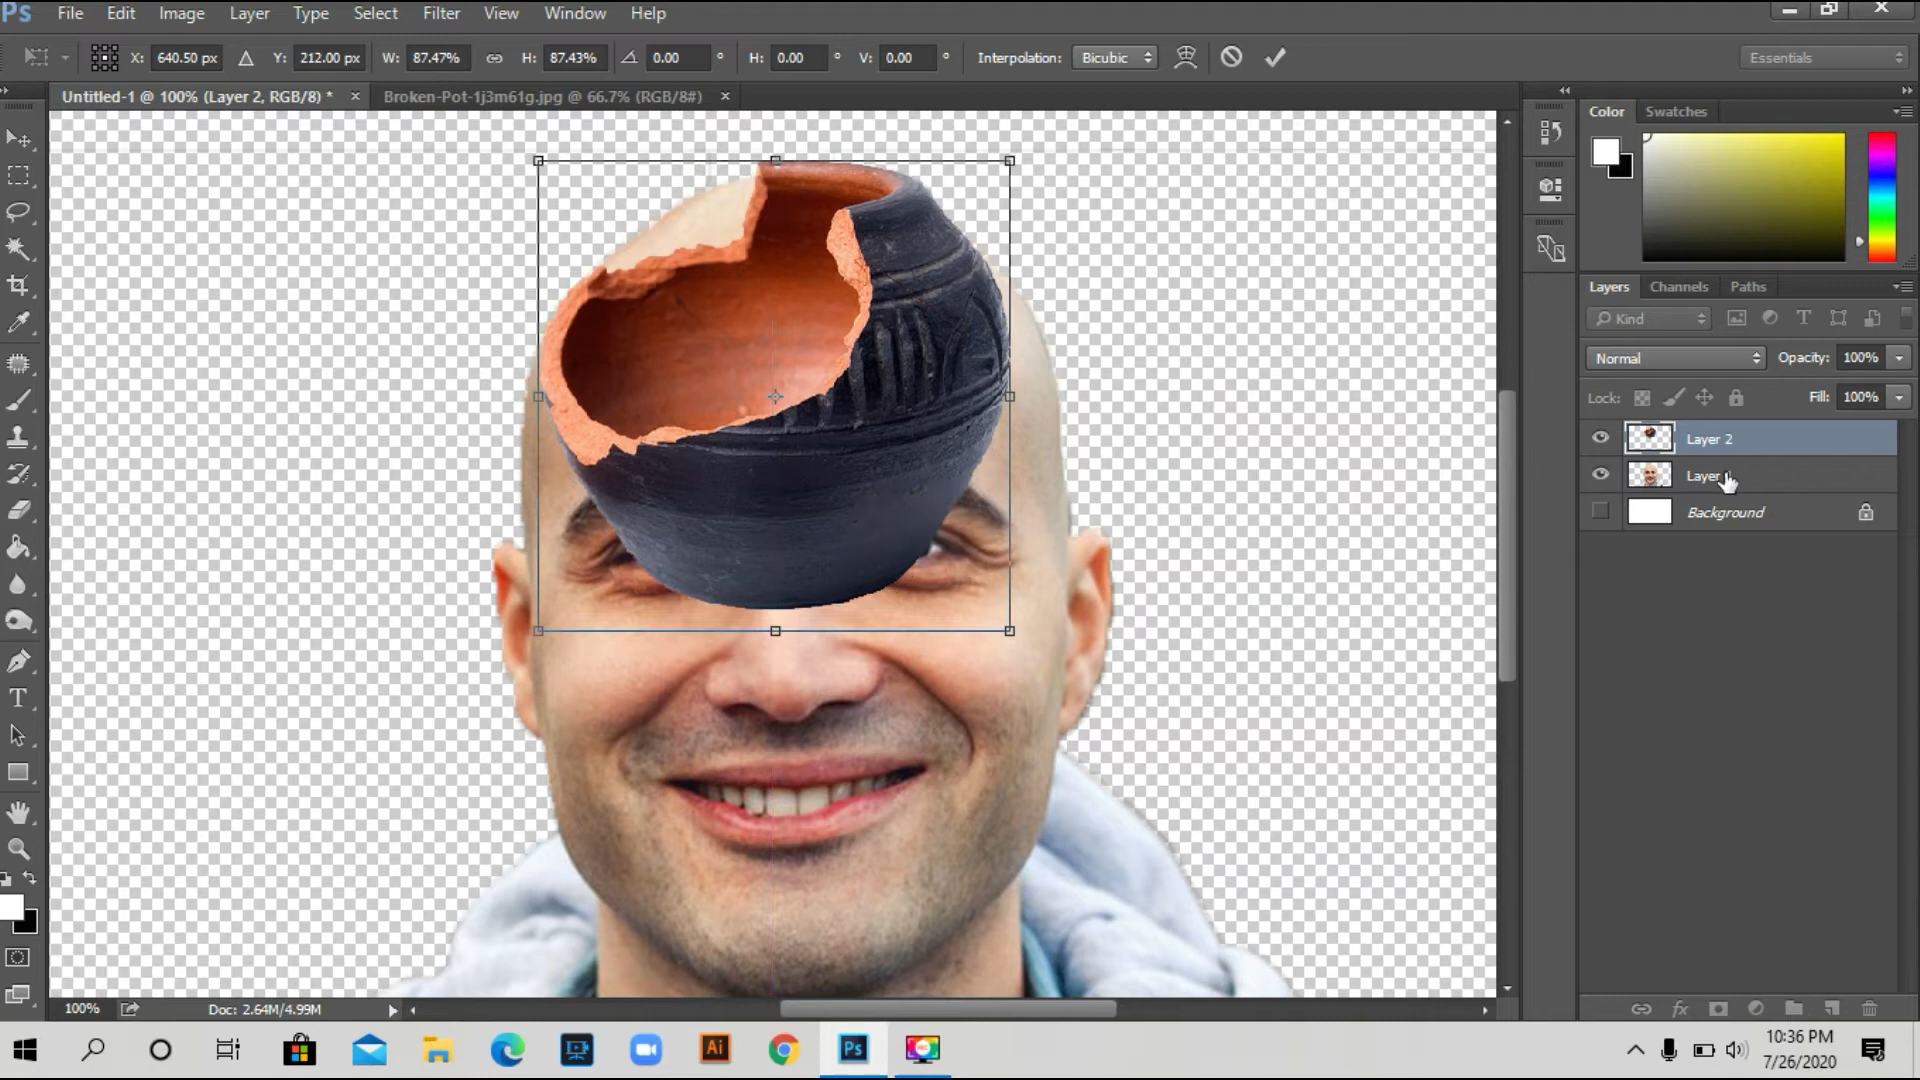 Ps File Edit Image Layer Type Select Filter View Window Help
X: 640.50 px Y: 212.00 px W: 87.47% H: 87.43% 0.00 ° H: 0.00 ° V: 0.00 ° Interpolation: Bicubic Essentials
Untitled-1 @ 100% (Layer 2, RGB/8) * × Broken-Pot-1j3m61g.jpg @ 66.7% (RGB/8#) ×
Color Swatches
Layers Channels Paths
Kind
Normal Opacity: 100%
Lock: Fill: 100%
Layer 2
Layer
Background
100% Doc: 2.64M/4.99M
Ai Ps
10:36 PM
7/26/2020